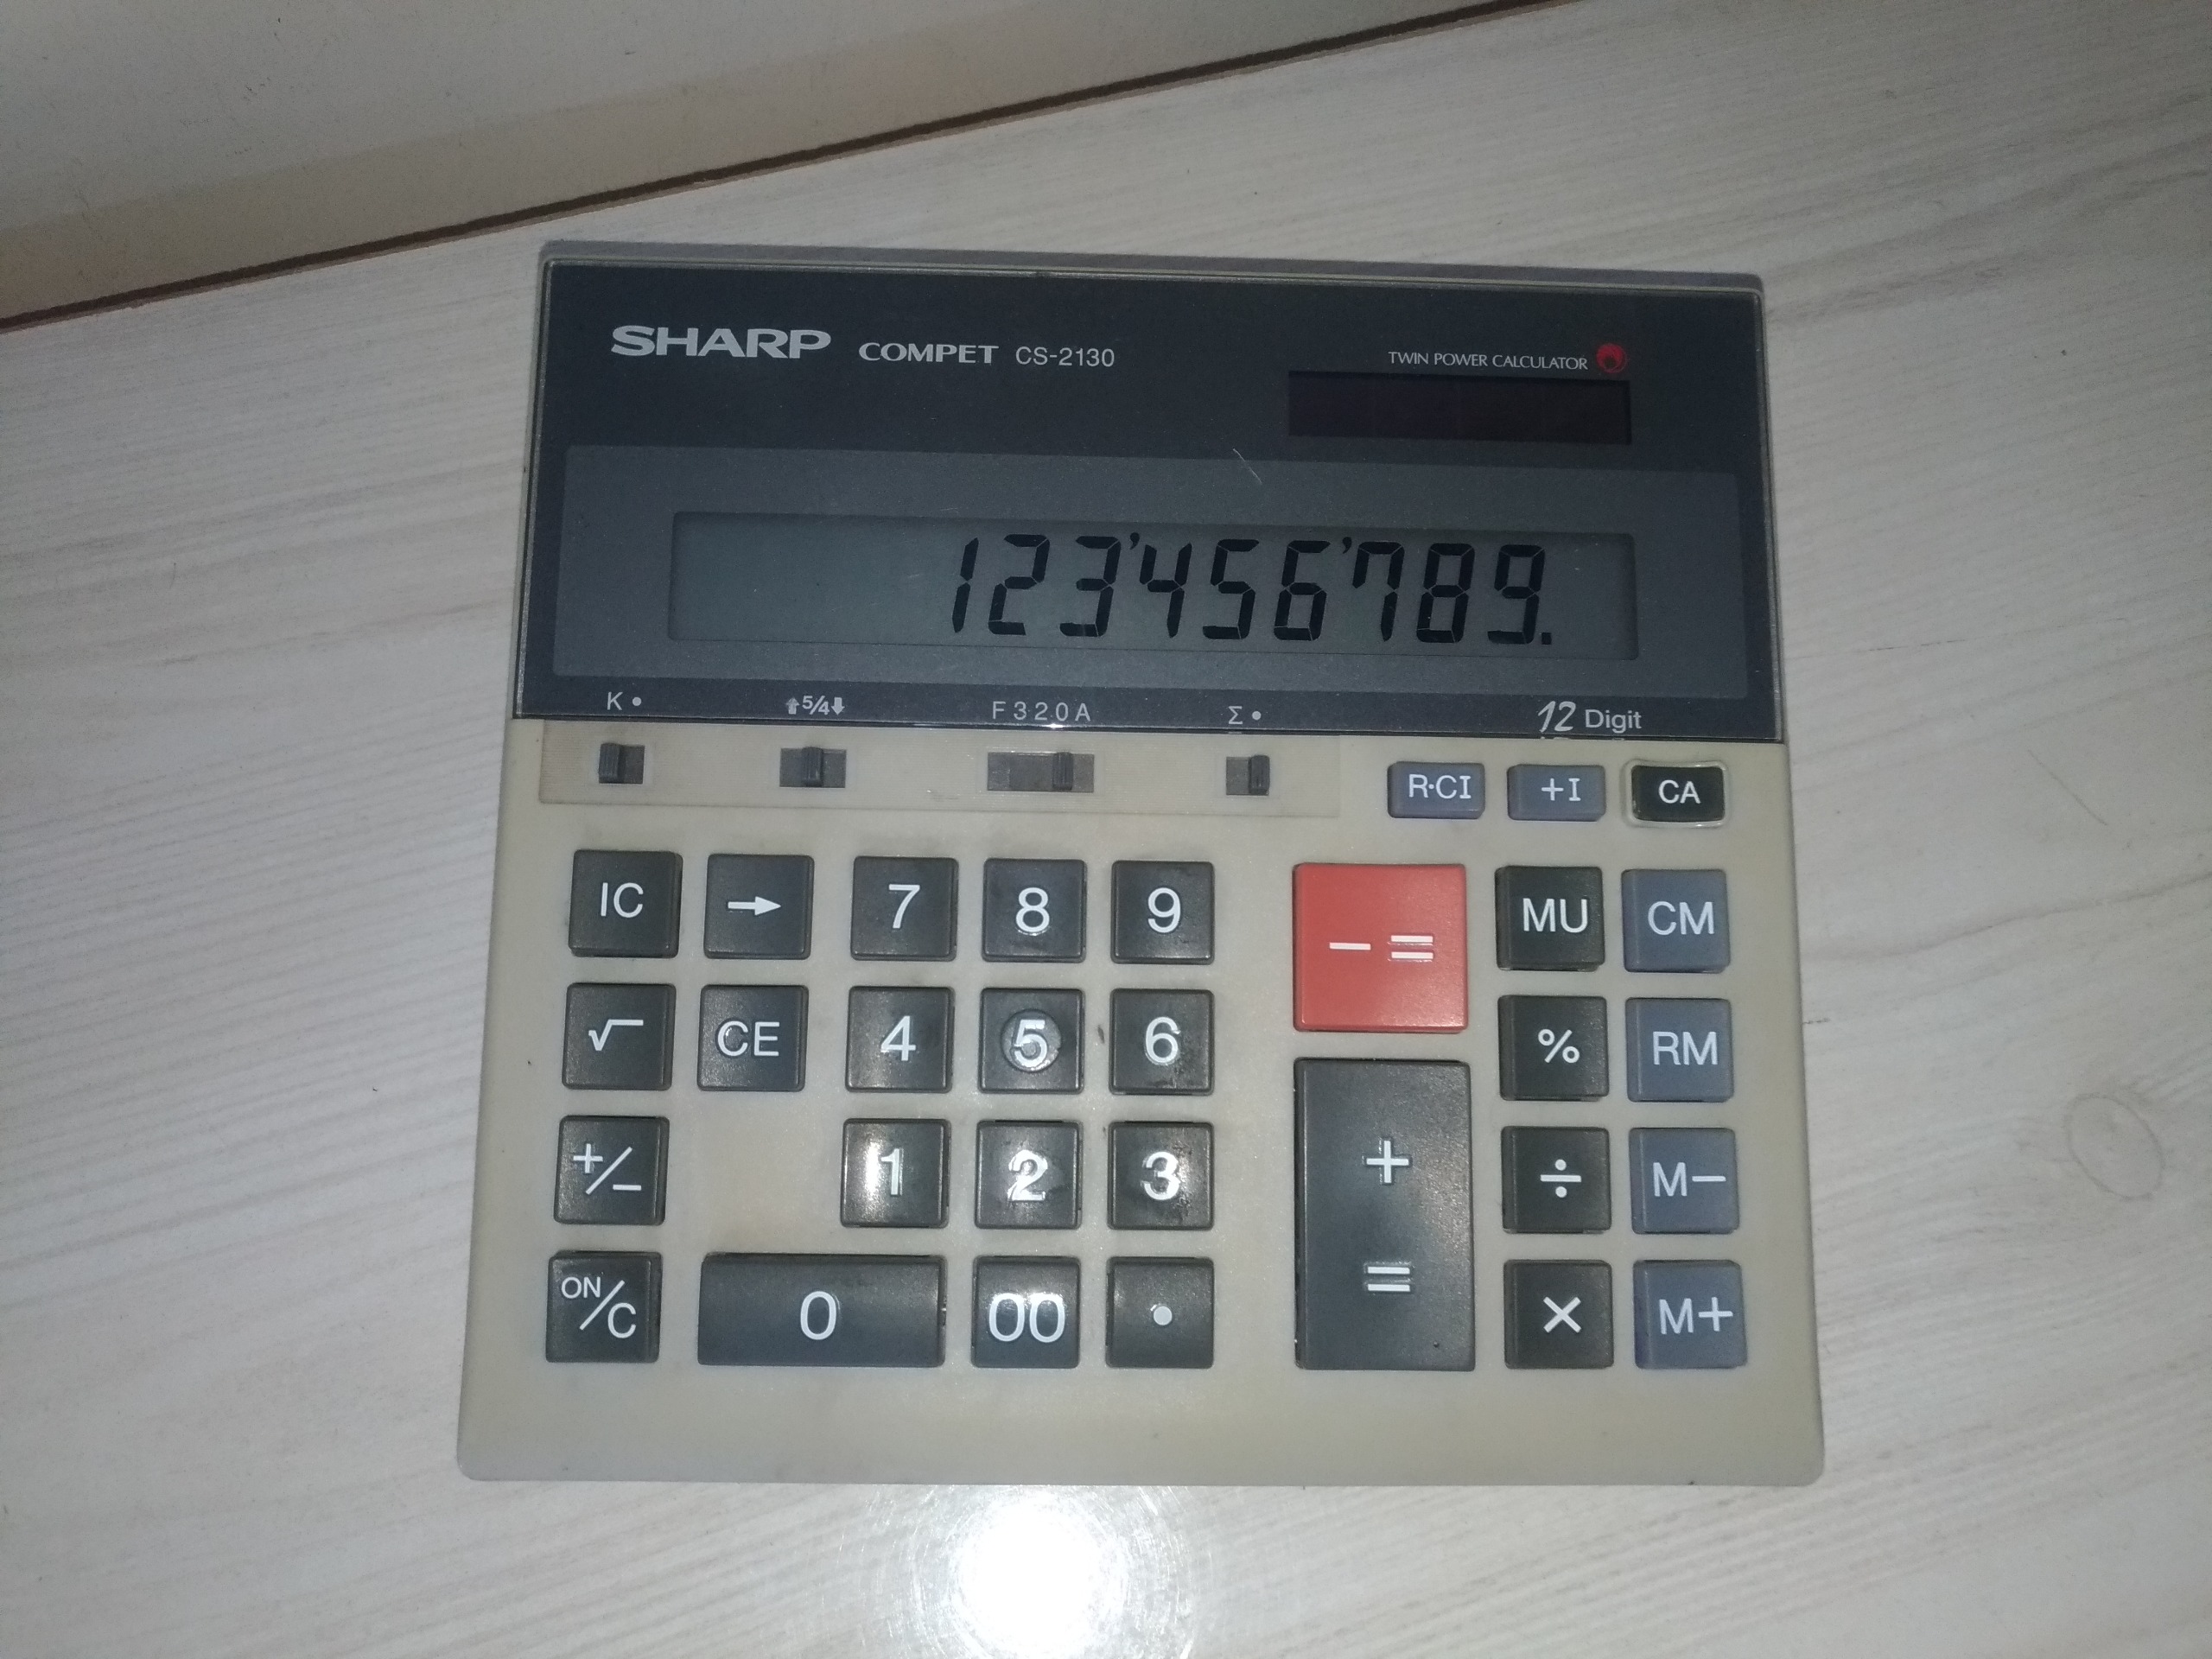 SHARP COMPET CS-2130
TWIN POWER CALCULATOR
123'456'789.
K • ⬆5/4⬇ F 3 2 0 A Σ • 12 Digit
R·CI +I CA
IC → 7 8 9 − = MU CM
√ CE 4 5 6 % RM
+/− 1 2 3 + ÷ M−
ON/C 0 00 • = × M+